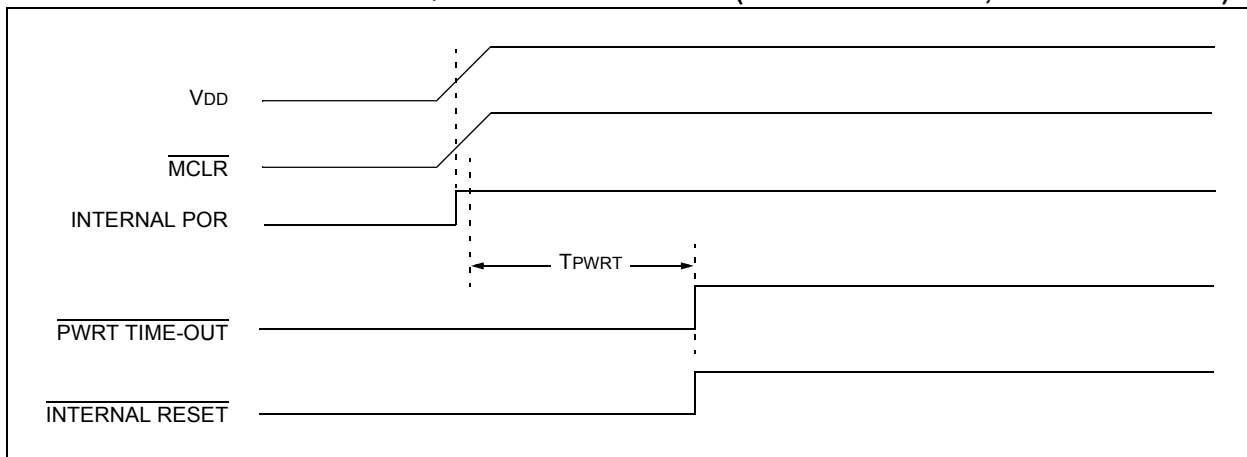 VDD
MCLR
INTERNAL POR
TPWRT
PWRT TIME-OUT
INTERNAL RESET